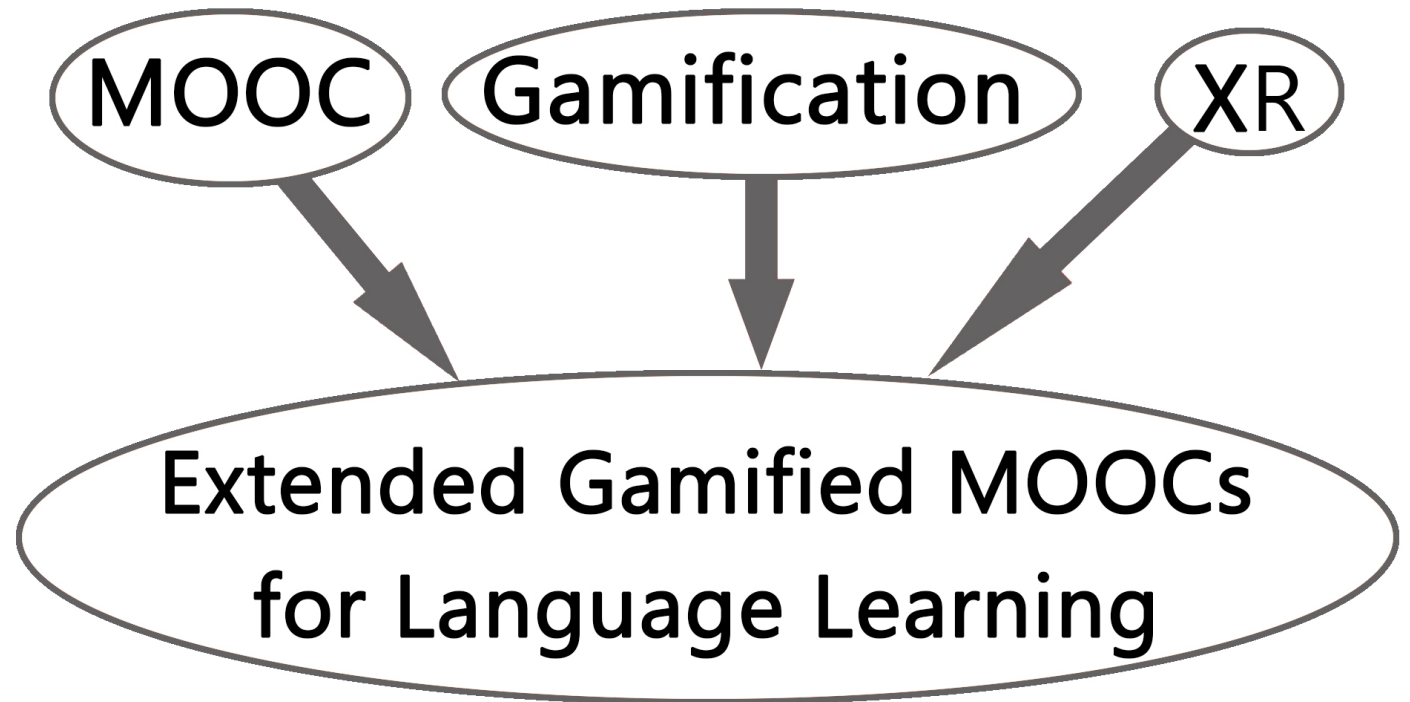 MOOC
Gamification
XR
Extended Gamified MOOCs
for Language Learning